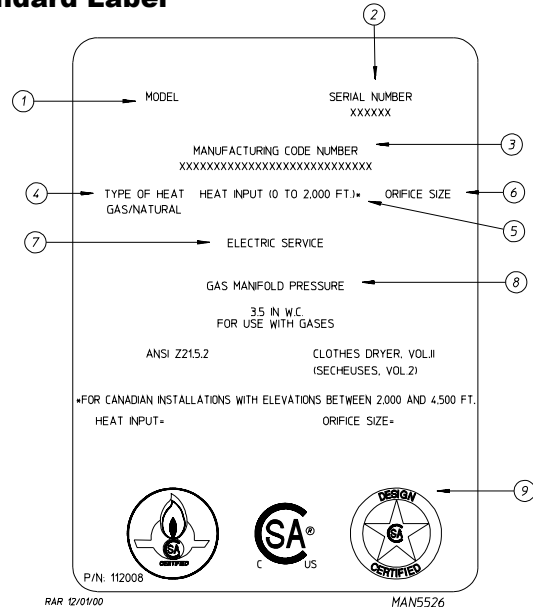 ndard Label
2
1 MODEL SERIAL NUMBER
XXXXXX
3
MANUFACTURING CODE NUMBER
XXXXXXXXXXXXXXXXXXXXXXXXXXXX
4 TYPE OF HEAT HEAT INPUT (0 TO 2,000 FT.)* ORIFICE SIZE 6
GAS/NATURAL
5
7 ELECTRIC SERVICE
GAS MANIFOLD PRESSURE 8
3.5 IN W.C.
FOR USE WITH GASES
ANSI Z21.5.2 CLOTHES DRYER, VOL.II
(SECHEUSES, VOL.2)
*FOR CANADIAN INSTALLATIONS WITH ELEVATIONS BETWEEN 2,000 AND 4,500 FT.
HEAT INPUT= ORIFICE SIZE=
9
DESIGN
SA SA® SA
C US
CERTIFIED CERTIFIED
P/N: 112008
RAR 12/01/00 MAN5526